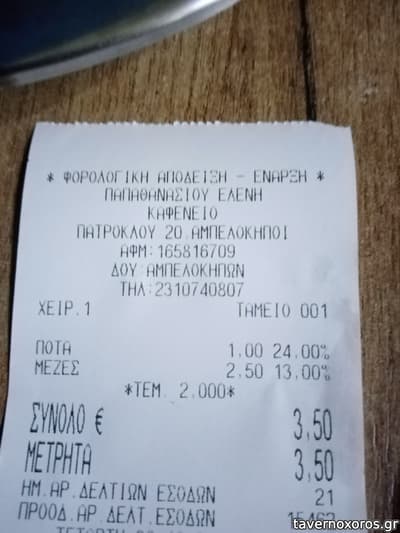 * ΦΟΡΟΛΟΓΙΚΗ ΑΠΟΔΕΙΞΗ - ΕΝΑΡΞΗ *
ΠΑΠΑΘΑΝΑΣΙΟΥ ΕΛΕΝΗ
ΚΑΦΕΝΕΙΟ
ΠΑΤΡΟΚΛΟΥ 20 ΑΜΠΕΛΟΚΗΠΟΙ
ΑΦΜ:165816709
ΔΟΥ ΑΜΠΕΛΟΚΗΠΩΝ
ΤΗΛ:2310740807
ΧΕΙΡ.1 ΤΑΜΕΙΟ 001
ΠΟΤΑ 1,00 24,00%
ΜΕΖΕΣ 2,50 13,00%
*ΤΕΜ. 2,000*
ΣΥΝΟΛΟ € 3,50
ΜΕΤΡΗΤΑ 3,50
ΗΜ.ΑΡ.ΔΕΛΤΙΩΝ ΕΣΟΔΩΝ 21
ΠΡΟΟΔ.ΑΡ.ΔΕΛΤ.ΕΣΟΔΩΝ
tavernoxoros.gr